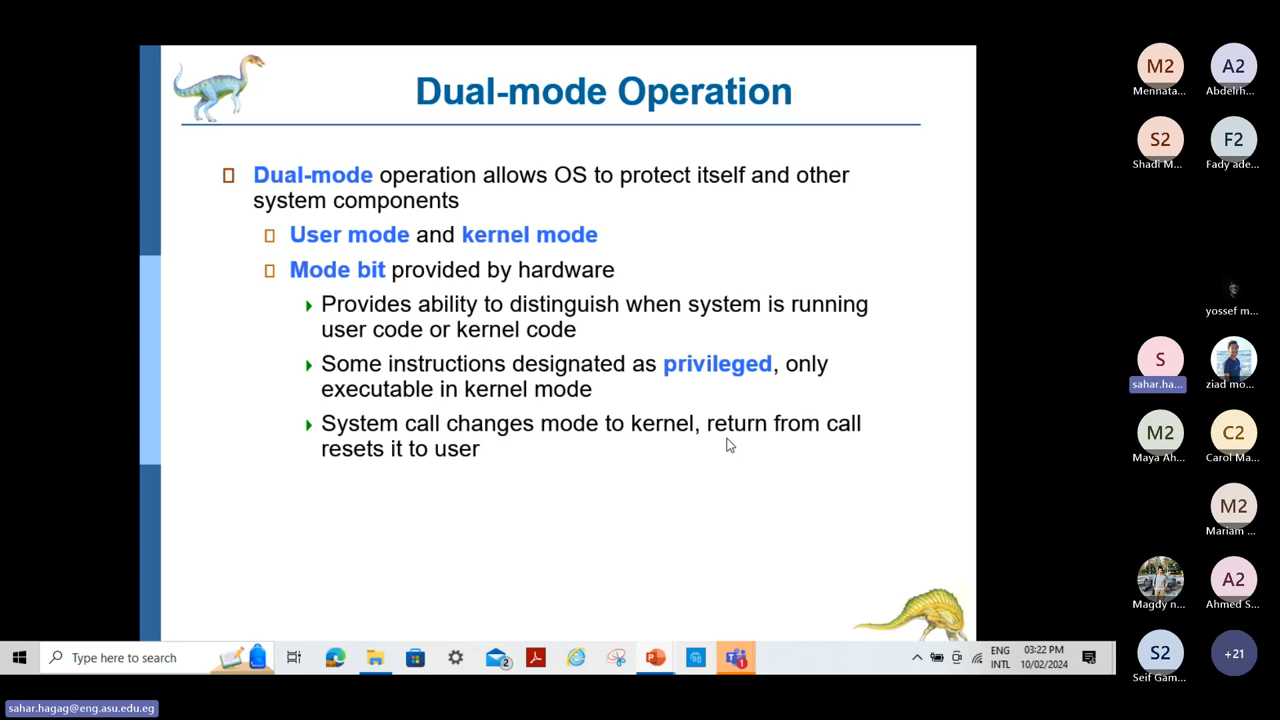 Dual-mode Operation
Dual-mode operation allows OS to protect itself and other
system components
User mode and kernel mode
Mode bit provided by hardware
Provides ability to distinguish when system is running
user code or kernel code
Some instructions designated as privileged, only
executable in kernel mode
System call changes mode to kernel, return from call
resets it to user
M2
A2
Mennata...
Abdelrh...
S2
F2
Shadi M...
Fady ade...
yossef m...
S
sahar.ha...
ziad mo...
M2
C2
Maya Ah...
Carol Ma...
M2
Mariam ...
A2
Magdy n...
Ahmed S...
S2
+21
Seif Gam...
Type here to search
2
1
ENG
INTL
03:22 PM
10/02/2024
sahar.hagag@eng.asu.edu.eg